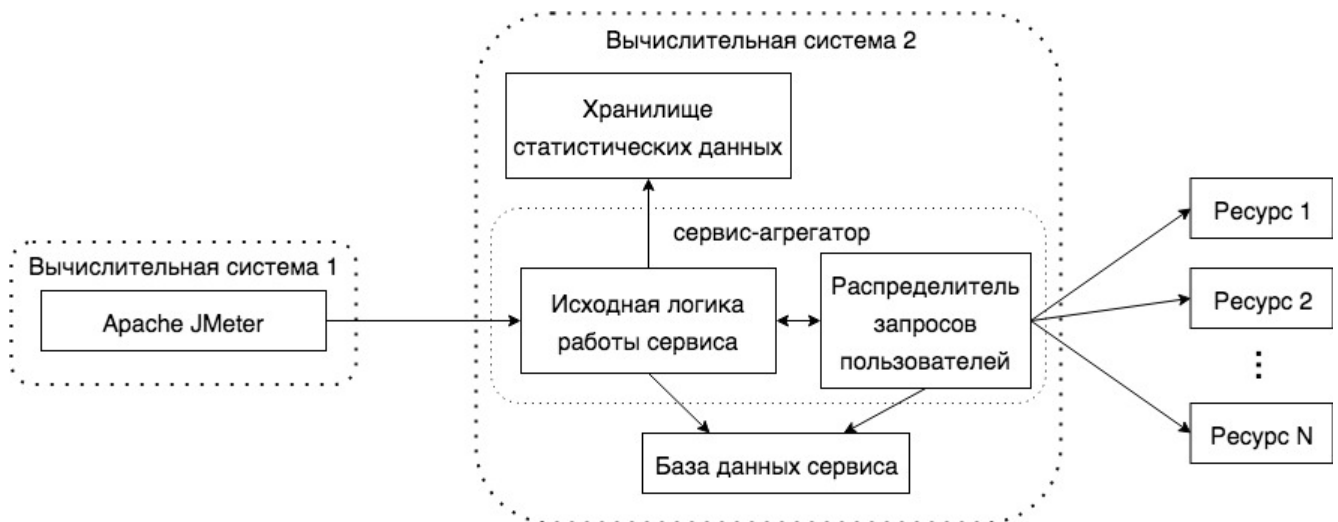 Вычислительная система 2
Хранилище
статистических данных
сервис-агрегатор
Вычислительная система 1
Apache JMeter
Исходная логика
работы сервиса
Распределитель
запросов
пользователей
База данных сервиса
Ресурс 1
Ресурс 2
Ресурс N